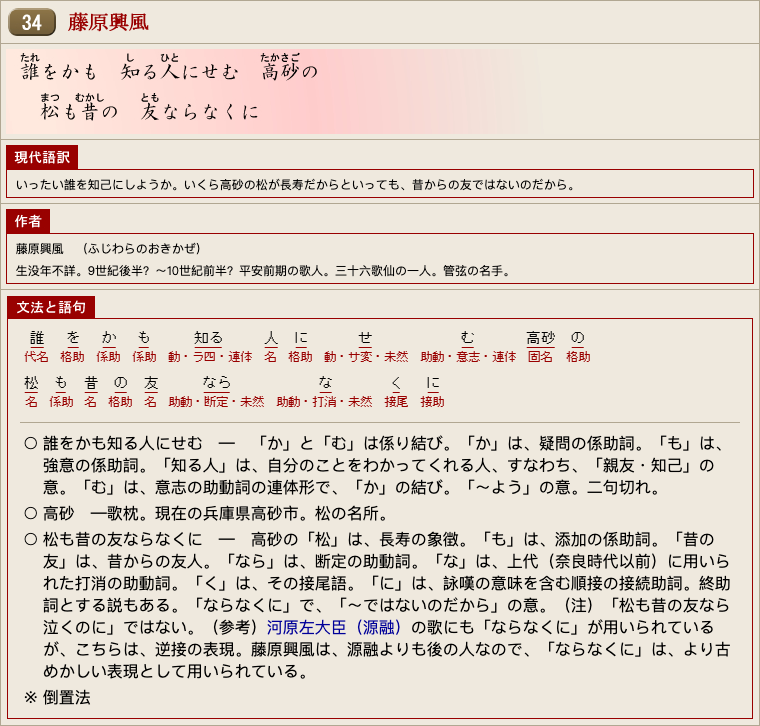 34 藤原興風
たれ し ひと たかさご
誰をかも 知る人にせむ 高砂の
まつ むかし とも
松も昔の 友ならなくに
現代語訳
いったい誰を知己にしようか。いくら高砂の松が長寿だからといっても、昔からの友ではないのだから。
作者
藤原興風 （ふじわらのおきかぜ）
生没年不詳。9世紀後半？～10世紀前半？平安前期の歌人。三十六歌仙の一人。管弦の名手。
文法と語句
誰 を か も 知る 人 に せ む 高砂 の
代名 格助 係助 係助 動・ラ四・連体 名 格助 動・サ変・未然 助動・意志・連体 固名 格助
松 も 昔 の 友 なら な く に
名 係助 名 格助 名 助動・断定・未然 助動・打消・未然 接尾 接助
○ 誰をかも知る人にせむ ― 「か」と「む」は係り結び。「か」は、疑問の係助詞。「も」は、
強意の係助詞。「知る人」は、自分のことをわかってくれる人、すなわち、「親友・知己」の
意。「む」は、意志の助動詞の連体形で、「か」の結び。「～よう」の意。二句切れ。
○ 高砂 ―歌枕。現在の兵庫県高砂市。松の名所。
○ 松も昔の友ならなくに ― 高砂の「松」は、長寿の象徴。「も」は、添加の係助詞。「昔の
友」は、昔からの友人。「なら」は、断定の助動詞。「な」は、上代（奈良時代以前）に用いら
れた打消の助動詞。「く」は、その接尾語。「に」は、詠嘆の意味を含む順接の接続助詞。終助
詞とする説もある。「ならなくに」で、「～ではないのだから」の意。（注）「松も昔の友なら
泣くのに」ではない。（参考）河原左大臣（源融）の歌にも「ならなくに」が用いられている
が、こちらは、逆接の表現。藤原興風は、源融よりも後の人なので、「ならなくに」は、より古
めかしい表現として用いられている。
※ 倒置法